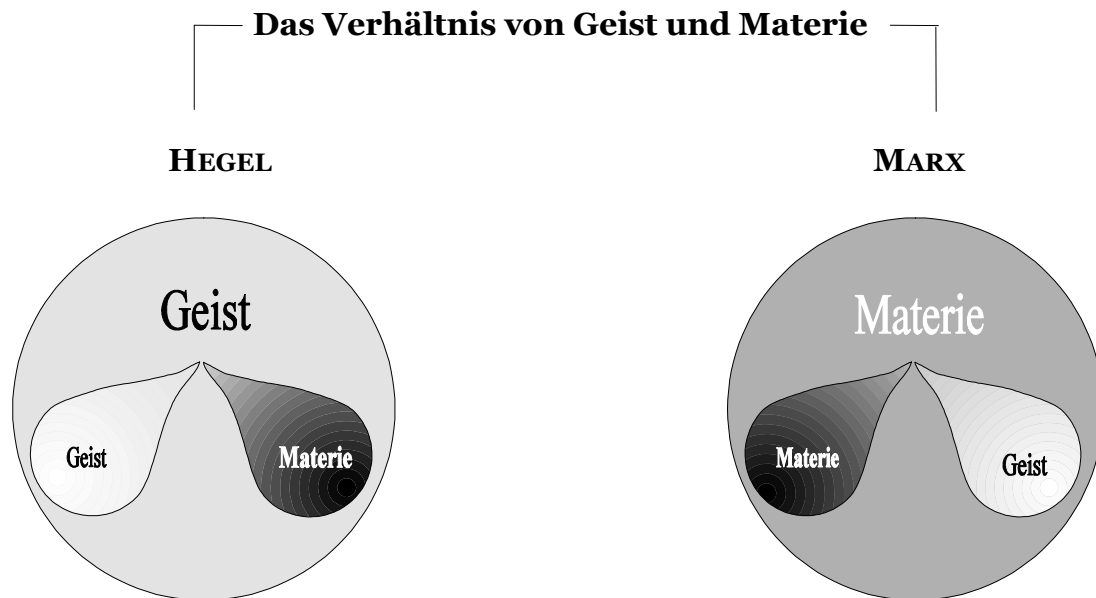 Das Verhältnis von Geist und Materie
HEGEL
MARX
Geist
Materie
Geist
Materie
Materie
Geist